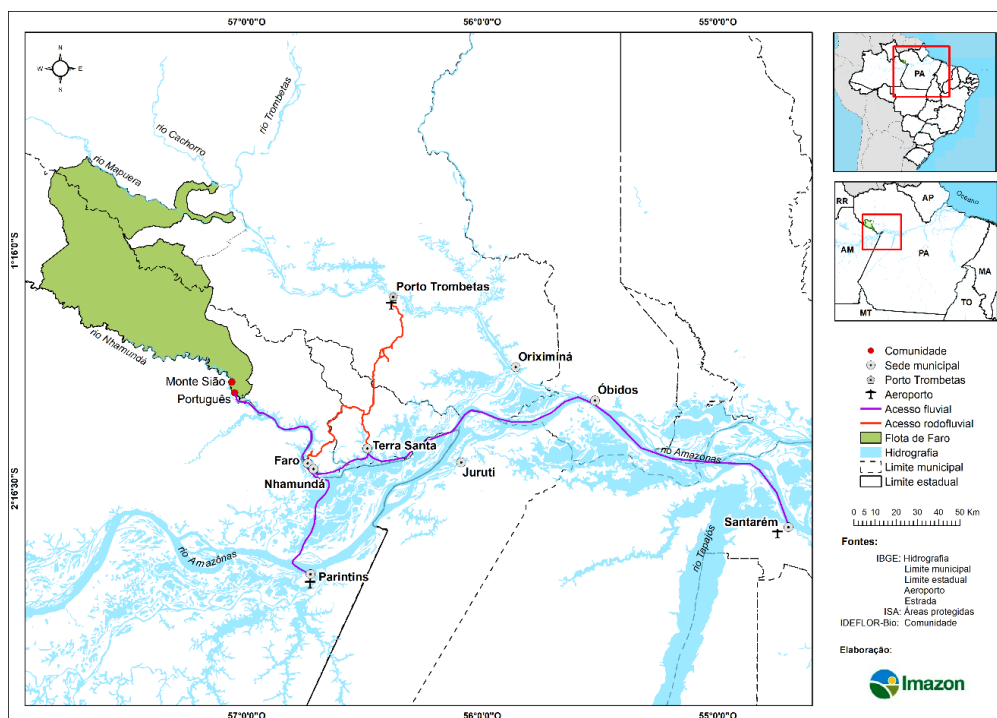 57°0'0"O
56°0'0"O
55°0'0"O
N
W
E
S
1°16'0"S
2°46'30"S
rio Cachorro
rio Trombetas
rio Mapuera
rio Nhamundá
Porto Trombetas
Oriximiná
Óbidos
Monte Sião
Português
Terra Santa
Faro
Nhamundá
Juruti
rio Amazonas
Santarém
rio Tapajós
rio Amazonas
Parintins
57°0'0"O
56°0'0"O
55°0'0"O
PA
RR
AP
Oceano
AM
PA
MA
MT
TO
Comunidade
Sede municipal
Porto Trombetas
Aeroporto
Acesso fluvial
Acesso rodofluvial
Flota de Faro
Hidrografia
Limite municipal
Limite estadual
0 5 10 20 30 40 50 Km
Fontes:
IBGE: Hidrografia
Limite municipal
Limite estadual
Aeroporto
Estrada
ISA: Áreas protegidas
IDEFLOR-Bio: Comunidade
Elaboração:
Imazon